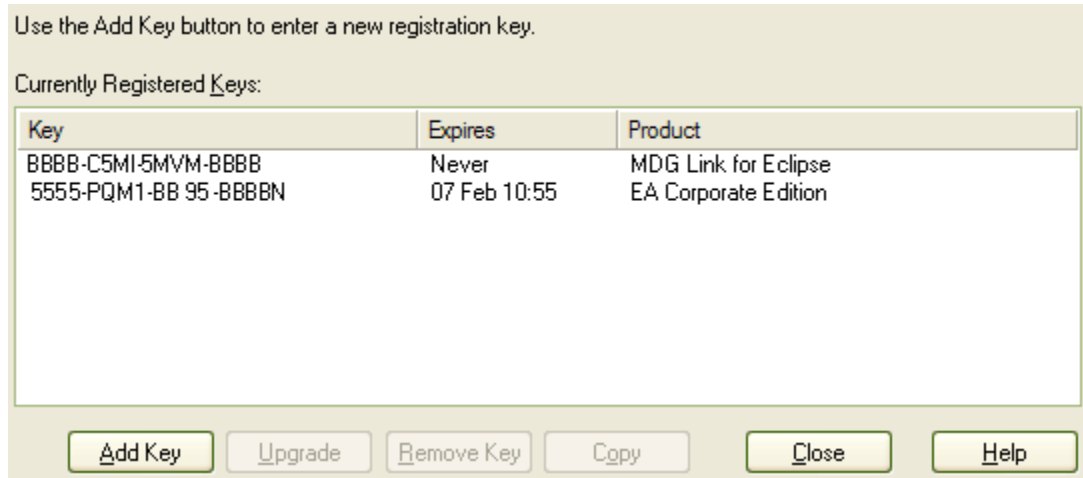 Use the Add Key button to enter a new registration key.
Currently Registered Keys:
Key Expires Product
BBBB-C5MI-5MVM-BBBB Never MDG Link for Eclipse
5555-PQM1-BB 95-BBBBN 07 Feb 10:55 EA Corporate Edition
Add Key Upgrade Remove Key Copy Close Help